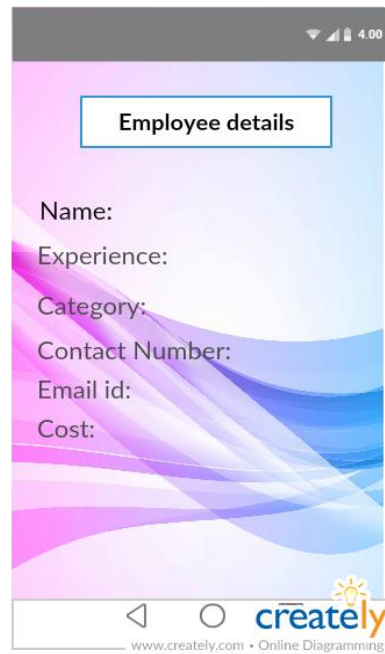 4.00
Employee details
Name:
Experience:
Category:
Contact Number:
Email id:
Cost:
creately
www.creately.com • Online Diagramming